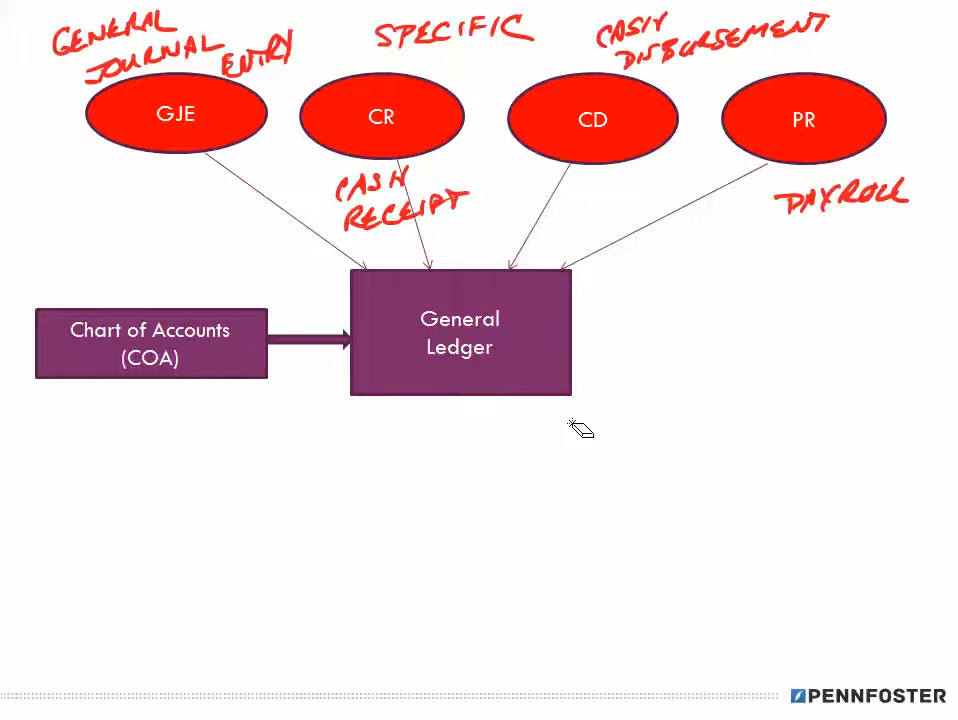 GENERAL
JOURNAL
ENTRY
SPECIFIC
CASH
DISBURSEMENT
GJE
CR
CD
PR
CASH
RECEIPT
PAYROLL
Chart of Accounts
(COA)
General
Ledger
PENNFOSTER